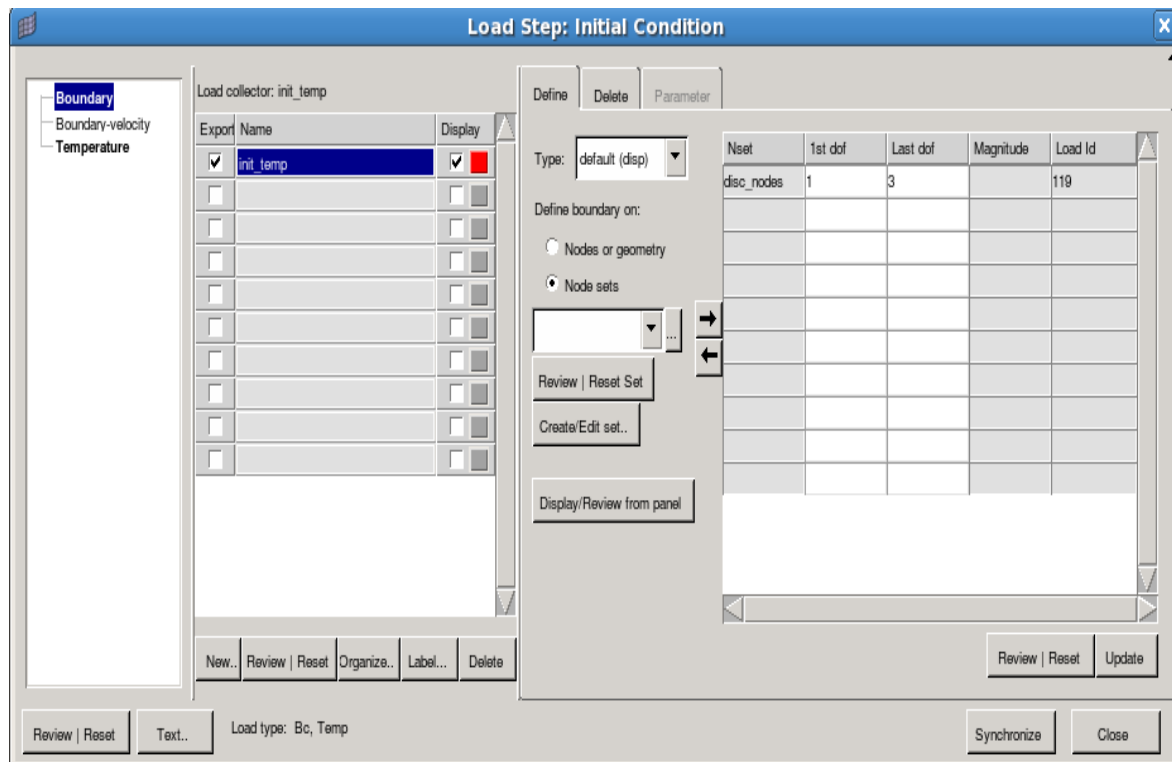 Load Step: Initial Condition
X
Boundary
Boundary-velocity
Temperature
Load collector: init_temp
Export Name Display
init_temp
New.. Review | Reset Organize.. Label... Delete
Define Delete Parameter
Type: default (disp)
Define boundary on:
Nodes or geometry
Node sets
...
Review | Reset Set
Create/Edit set..
Display/Review from panel
Nset 1st dof Last dof Magnitude Load Id
disc_nodes 1 3 119
Review | Reset Update
Review | Reset Text.. Load type: Bc, Temp Synchronize Close